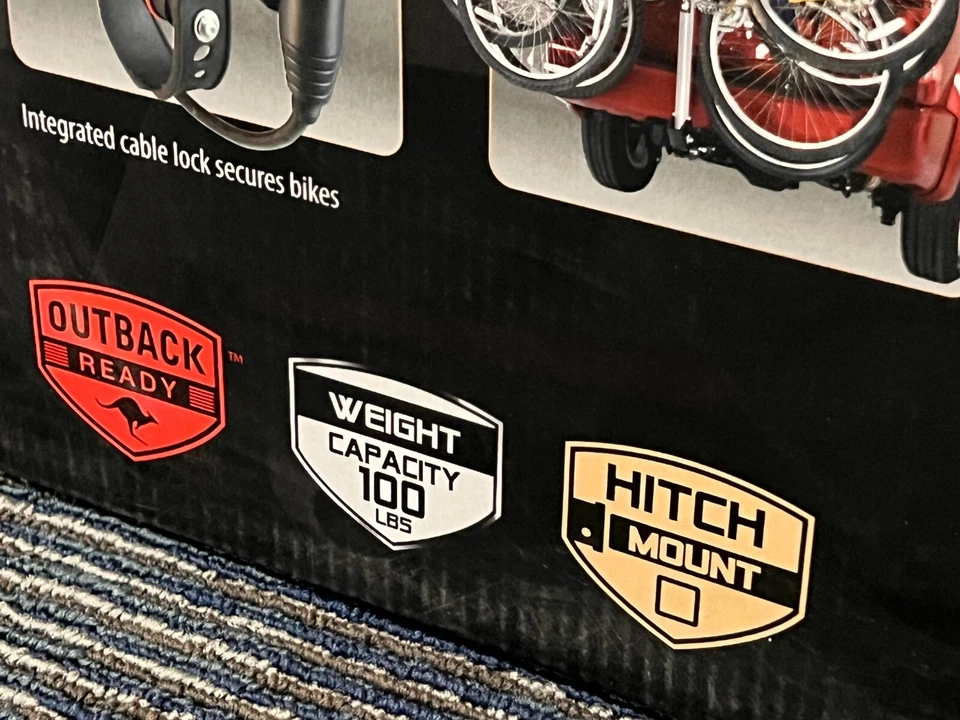 Integrated cable lock secures bikes
OUTBACK
READY
™
WEIGHT
CAPACITY
100
LBS
HITCH
MOUNT